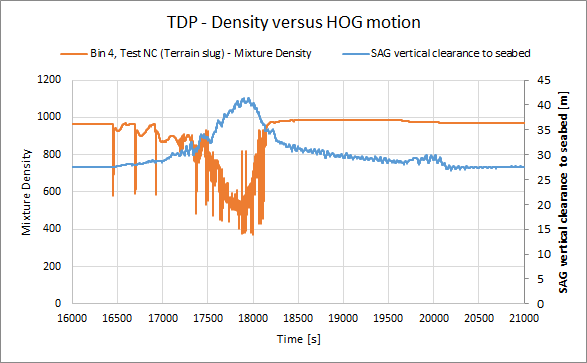 TDP - Density versus HOG motion
Bin 4, Test NC (Terrain slug) - Mixture Density
SAG vertical clearance to seabed
1200
1000
800
600
400
200
0
Mixture Density
45
40
35
30
25
20
15
10
5
0
SAG vertical clearance to seabed [m]
16000 16500 17000 17500 18000 18500 19000 19500 20000 20500 21000
Time [s]